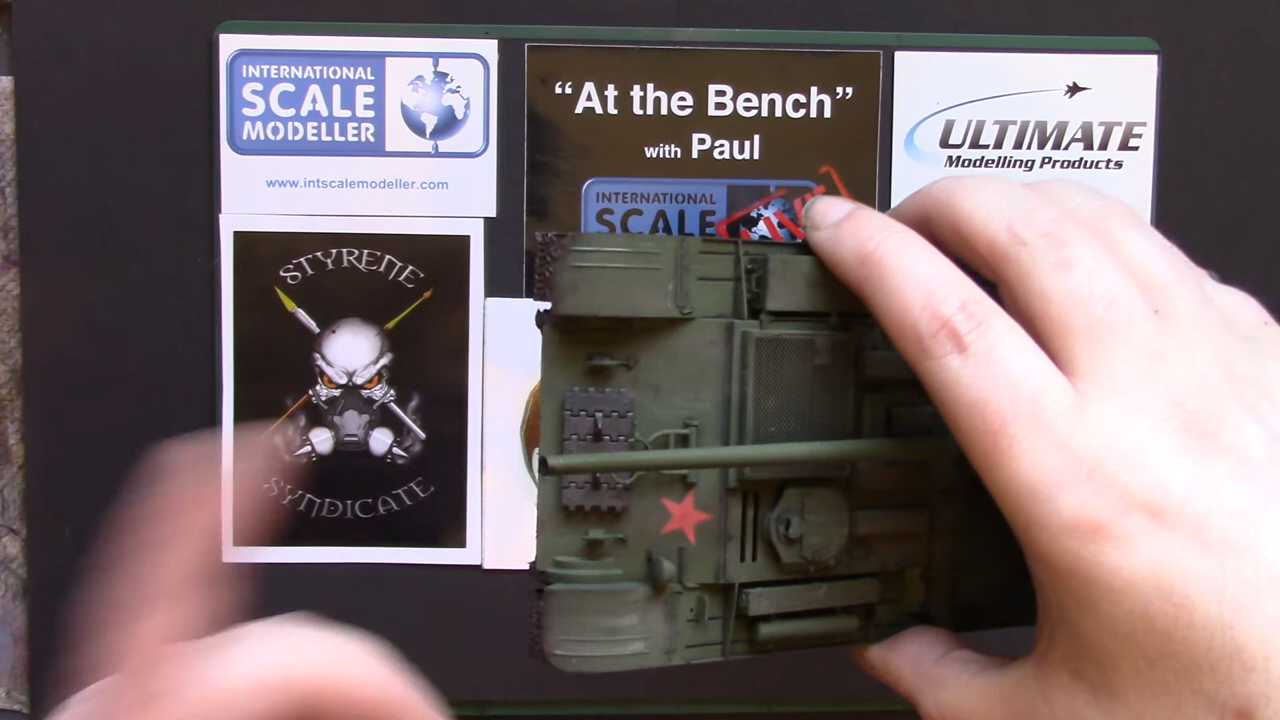 INTERNATIONAL
SCALE
MODELLER
www.intscalemodeller.com
"At the Bench"
with Paul
INTERNATIONAL
SCALE
ULTIMATE
Modelling Products
STYRENE
SYNDICATE